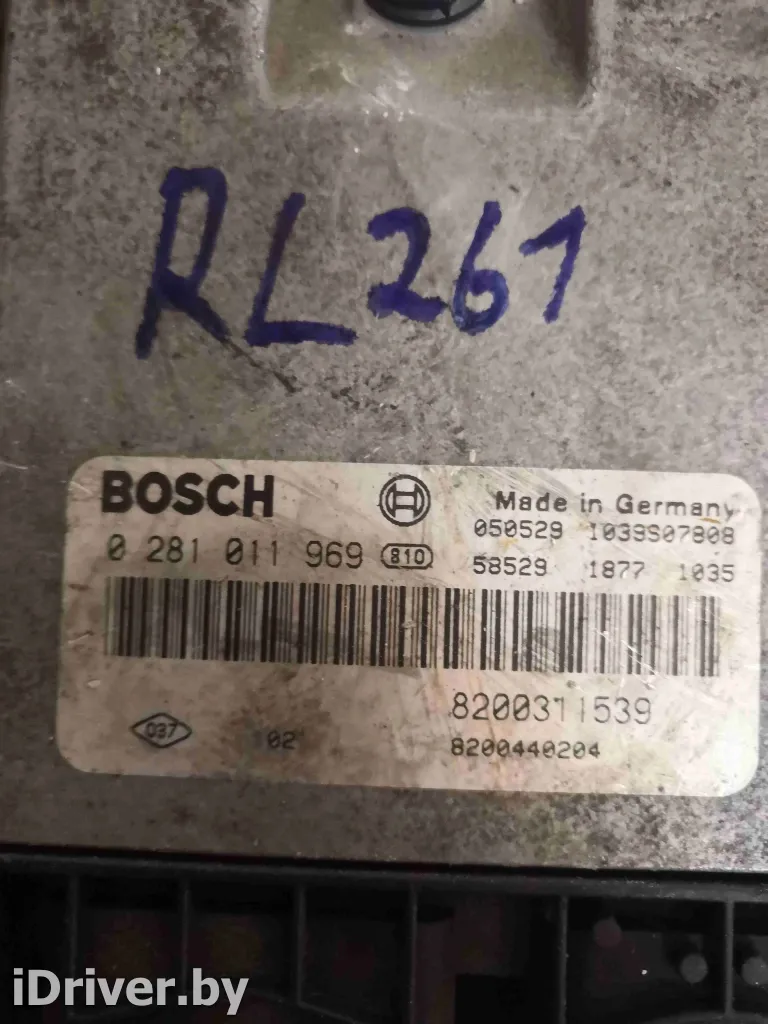 RL261
BOSCH
Made in Germany
050529 1039S07808
0 281 011 969 810
58529 1877 1035
8200311539
037
02
8200440204
iDriver.by